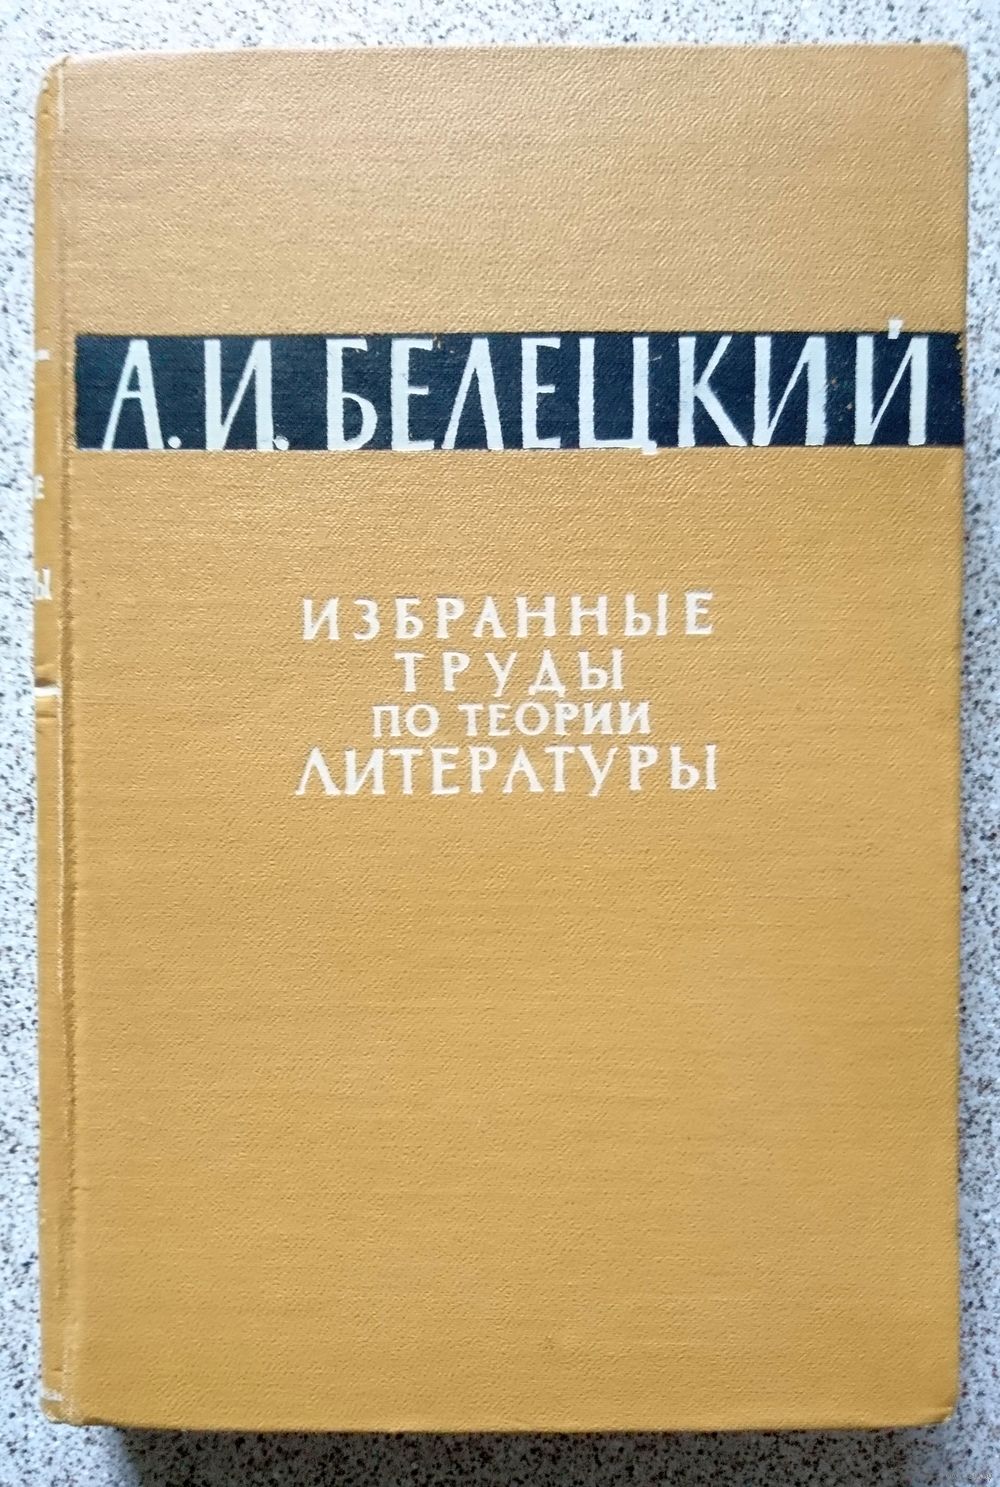 А.И.БЕЛЕЦКИЙ
ИЗБРАННЫЕ
ТРУДЫ
ПО ТЕОРИИ
ЛИТЕРАТУРЫ